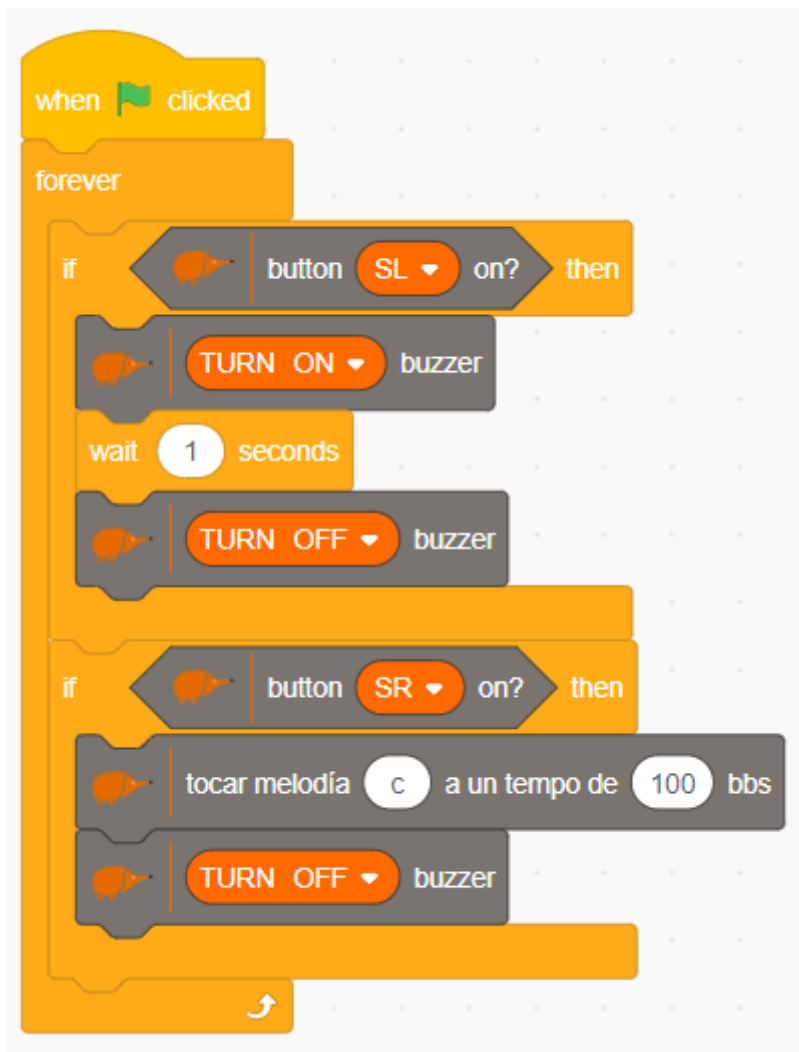 when clicked
forever
if button SL on? then
TURN ON buzzer
wait 1 seconds
TURN OFF buzzer
if button SR on? then
tocar melodía c a un tempo de 100 bbs
TURN OFF buzzer